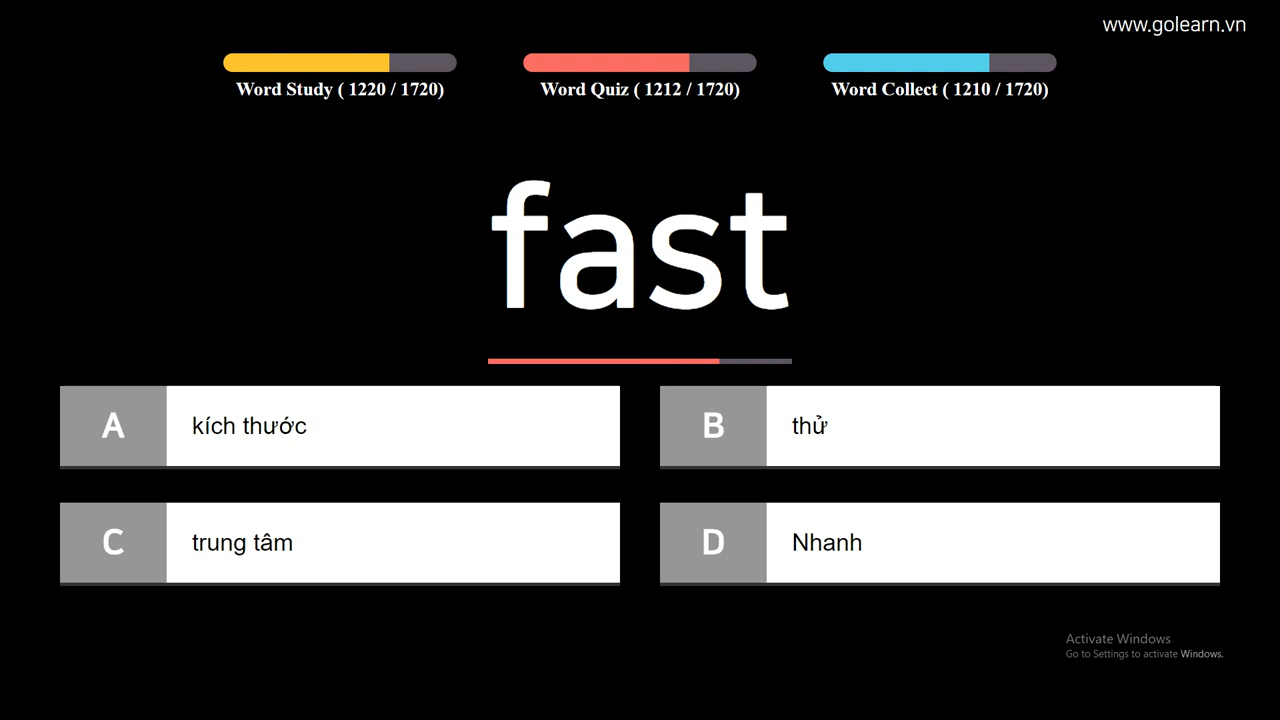 www.golearn.vn
Word Study ( 1220 / 1720)
Word Quiz ( 1212 / 1720)
Word Collect ( 1210 / 1720)
fast
A kích thước
B thử
C trung tâm
D Nhanh
Activate Windows
Go to Settings to activate Windows.